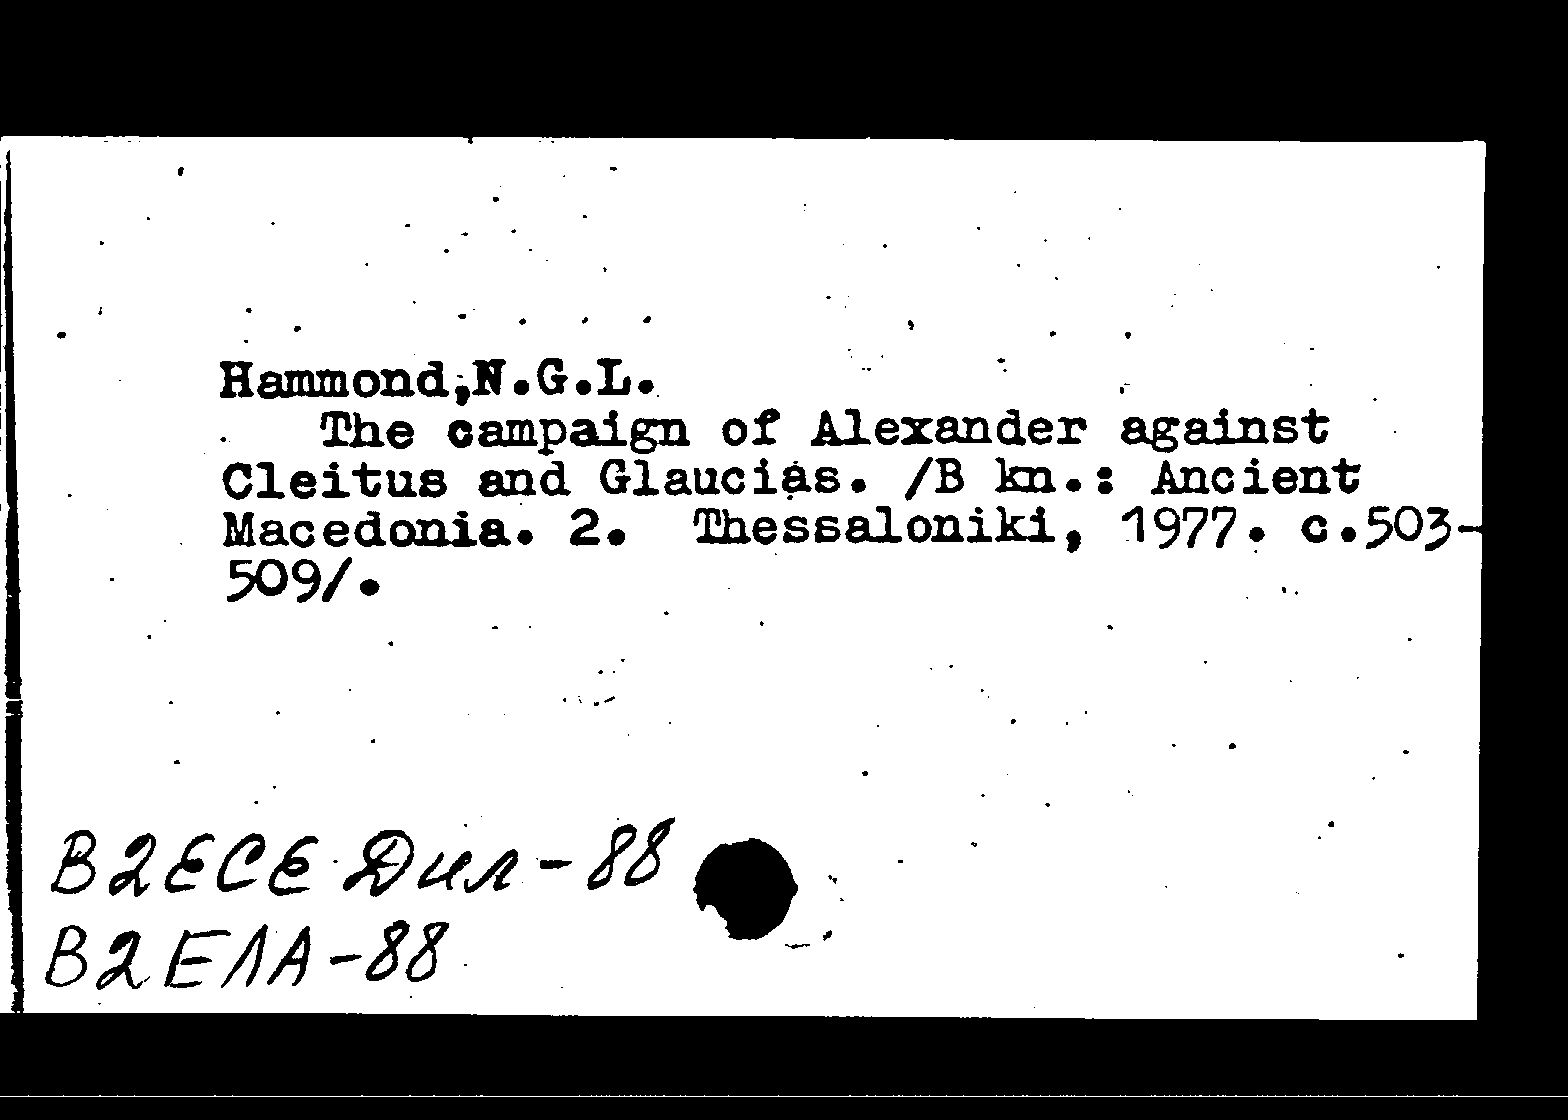 Hammond,N.G.L.
The campaign of Alexander against
Cleitus and Glaucias. /B kn.: Ancient
Macedonia. 2. Thessaloniki, 1977. c.503-
509/.
В2ЕСЕ Дил-88
В2ЕЛА-88